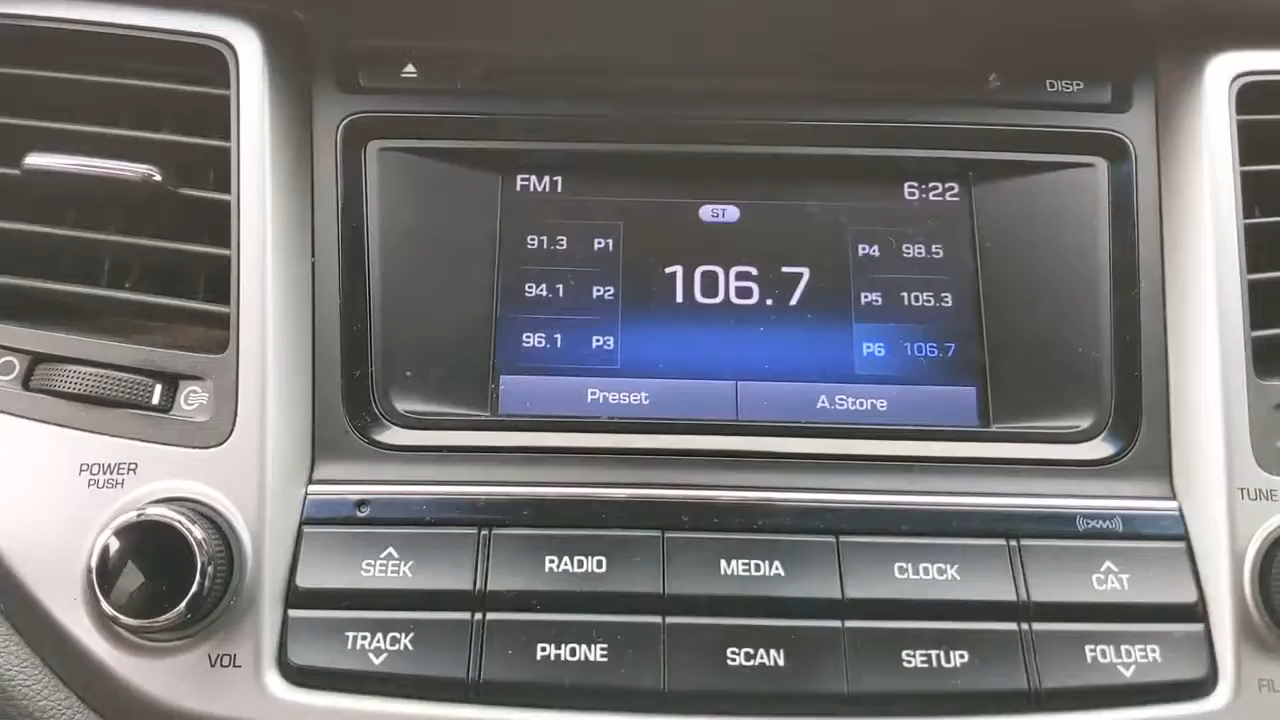 DISP
FM1 6:22
ST
91.3 P1
94.1 P2
96.1 P3
106.7
P4 98.5
P5 105.3
P6 106.7
Preset A.Store
POWER
PUSH
VOL
TUNE
((XM))
SEEK RADIO MEDIA CLOCK CAT
TRACK PHONE SCAN SETUP FOLDER